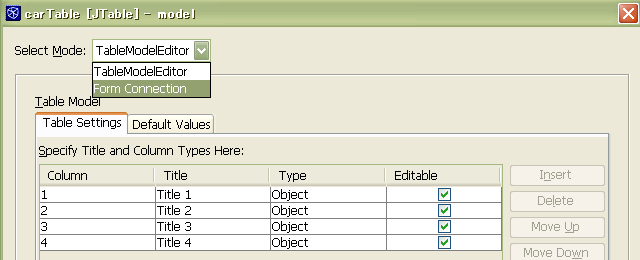 carTable [JTable] - model
Select Mode: TableModelEditor
TableModelEditor
Form Connection
Table Model
Table Settings Default Values
Specify Title and Column Types Here:
Column Title Type Editable
1 Title 1 Object
2 Title 2 Object
3 Title 3 Object
4 Title 4 Object
Insert
Delete
Move Up
Move Down